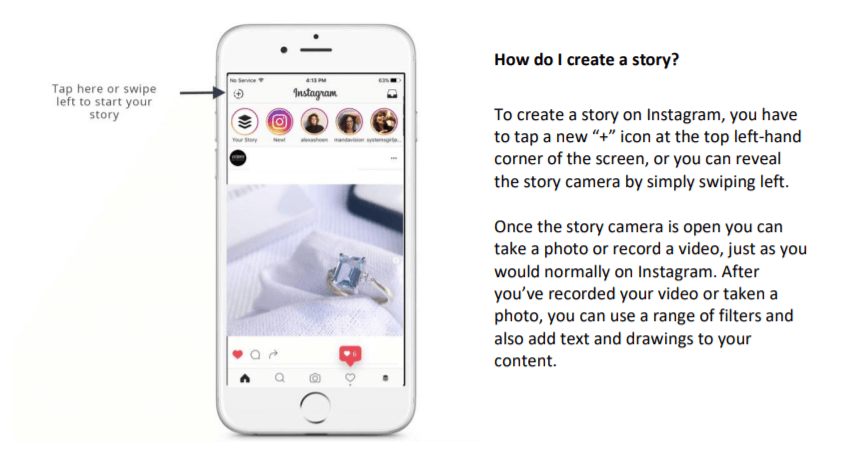 Tap here or swipe
left to start your
story
No Service
4:13 PM
63%
Instagram
Your Story
Next
alexashoen
mandavision
systemsgirlje...
6
How do I create a story?
To create a story on Instagram, you have
to tap a new “+” icon at the top left-hand
corner of the screen, or you can reveal
the story camera by simply swiping left.
Once the story camera is open you can
take a photo or record a video, just as you
would normally on Instagram. After
you’ve recorded your video or taken a
photo, you can use a range of filters and
also add text and drawings to your
content.